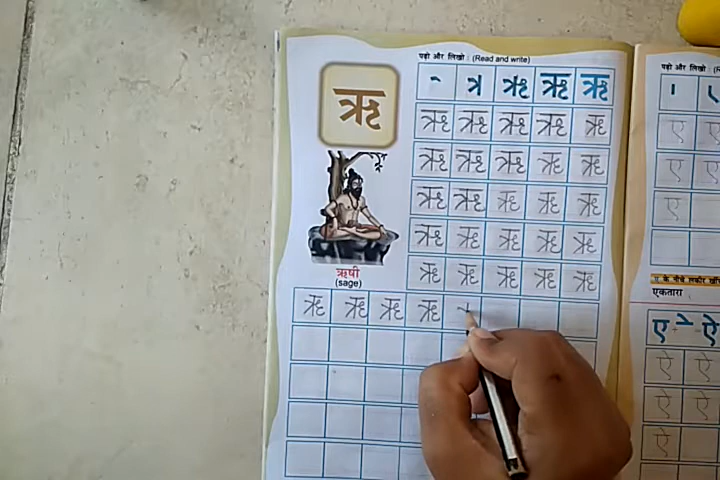 पढ़ो और लिखो : (Read and write)
ऋ
ऋ ऋ
ऋ ऋ ऋ ऋ ऋ
ऋ ऋ ऋ ऋ ऋ
ऋ ऋ ऋ ऋ ऋ
ऋ ऋ ऋ ऋ ऋ
ऋ ऋ ऋ ऋ ऋ
ऋषी
(sage)
ऋ ऋ ऋ ऋ
पढ़ो और लिखो :
ए
ए ए
ए
एकतारा
ए ऐ
ऐ ऐ
ऐ ऐ
ऐ